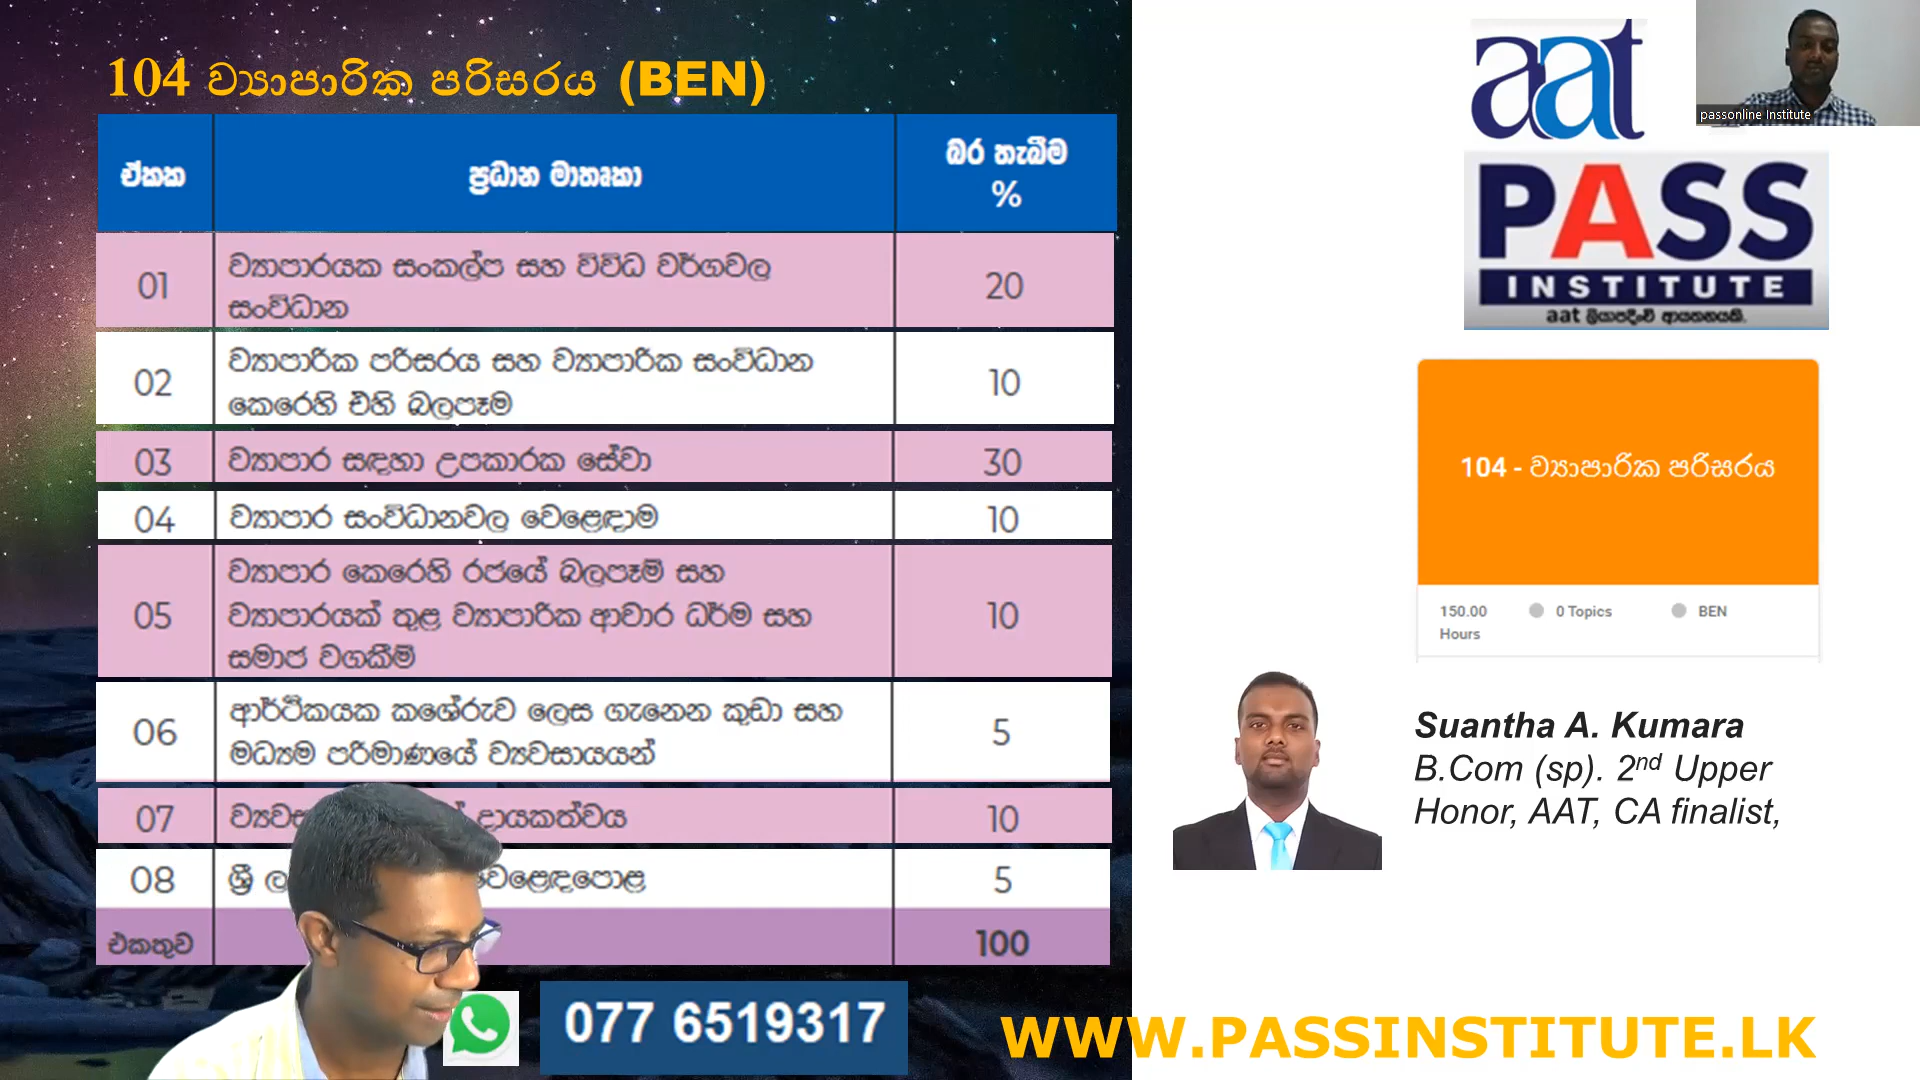 104 ව්‍යාපාරික පරිසරය (BEN)
ඒකක
ප්‍රධාන මාතෘකා
බර තැබීම
%
01
ව්‍යාපාරයක සංකල්ප සහ විවිධ වර්ගවල
සංවිධාන
20
02
ව්‍යාපාරික පරිසරය සහ ව්‍යාපාරික සංවිධාන
කෙරෙහි එහි බලපෑම
10
03
ව්‍යාපාර සඳහා උපකාරක සේවා
30
04
ව්‍යාපාර සංවිධානවල වෙළෙඳාම
10
05
ව්‍යාපාර කෙරෙහි රජයේ බලපෑම් සහ
ව්‍යාපාරයක් තුළ ව්‍යාපාරික ආචාර ධර්ම සහ
සමාජ වගකීම්
10
06
ආර්ථිකයක කශේරුව ලෙස ගැනෙන කුඩා සහ
මධ්‍යම පරිමාණයේ ව්‍යවසායයන්
5
07
දායකත්වය
10
08
ශ්‍රී
වෙළෙඳපොළ
5
එකතුව
100
077 6519317
aat
passonline Institute
PASS
INSTITUTE
aat ලියාපදිංචි ආයතනයකි.
104 - ව්‍යාපාරික පරිසරය
150.00
Hours
0 Topics
BEN
Suantha A. Kumara
B.Com (sp). 2nd Upper
Honor, AAT, CA finalist,
WWW.PASSINSTITUTE.LK